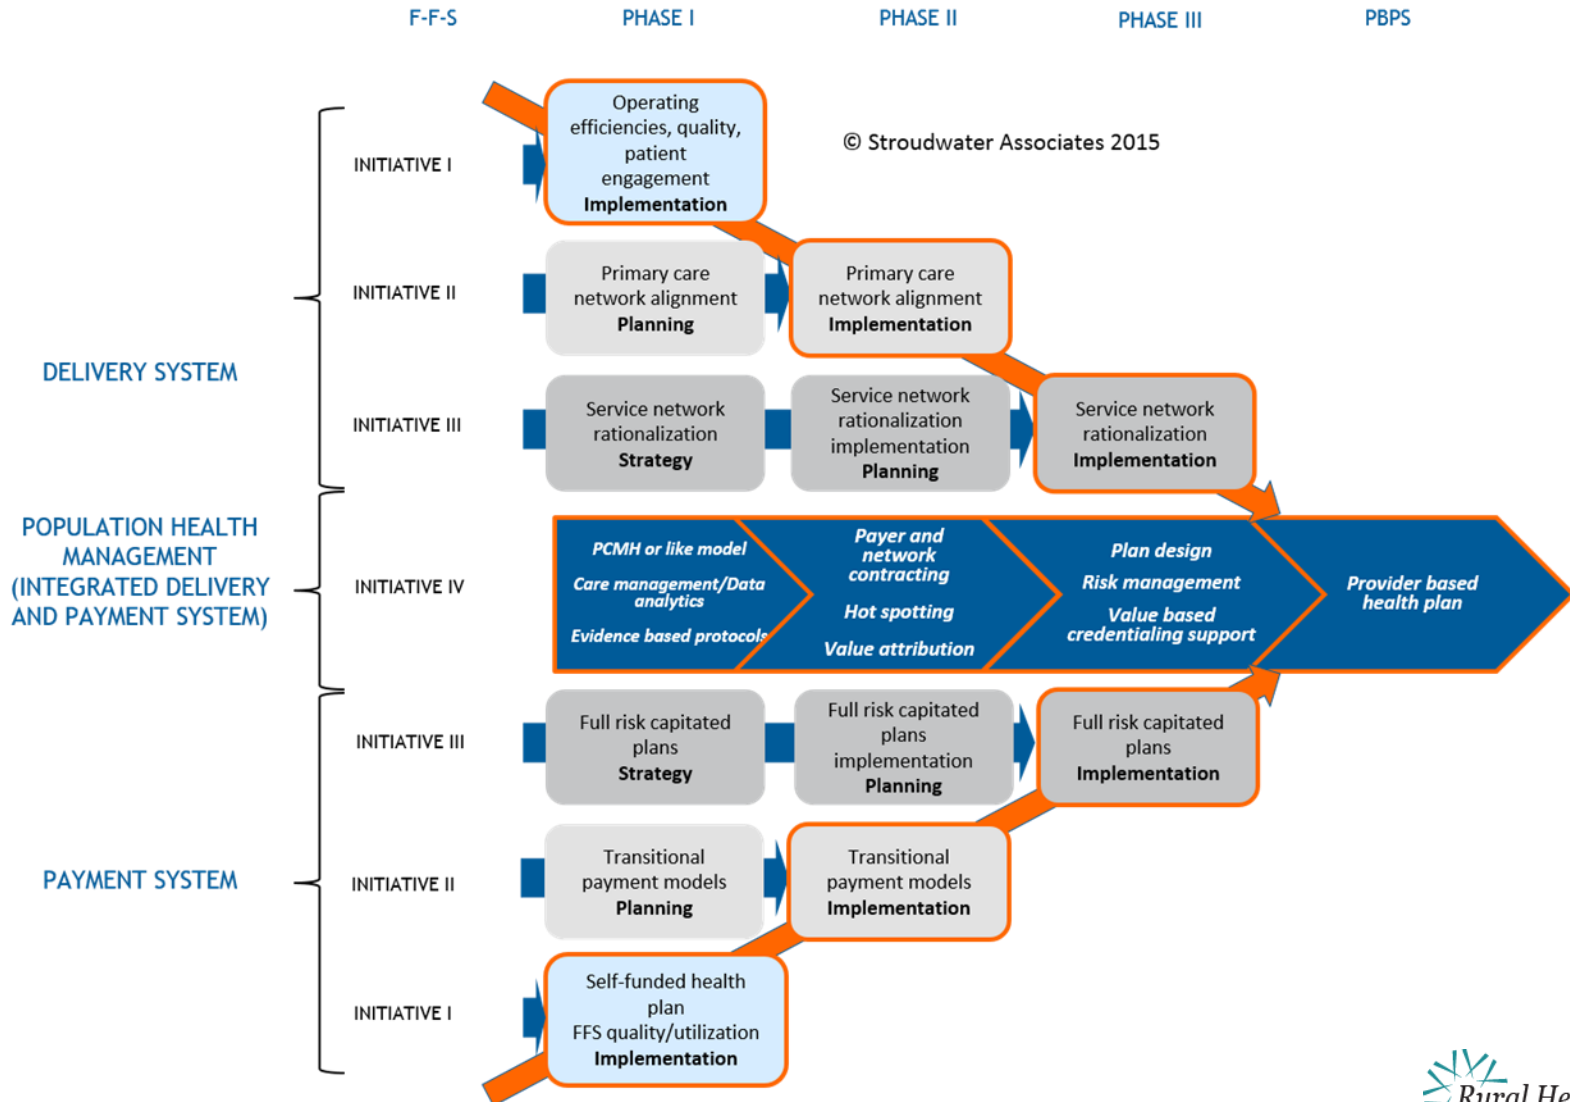 F-F-S
PHASE I
PHASE II
PHASE III
PBPS
© Stroudwater Associates 2015
DELIVERY SYSTEM
INITIATIVE I
Operating
efficiencies, quality,
patient
engagement
Implementation
INITIATIVE II
Primary care
network alignment
Planning
Primary care
network alignment
Implementation
INITIATIVE III
Service network
rationalization
Strategy
Service network
rationalization
implementation
Planning
Service network
rationalization
Implementation
POPULATION HEALTH
MANAGEMENT
(INTEGRATED DELIVERY
AND PAYMENT SYSTEM)
INITIATIVE IV
PCMH or like model
Care management/Data
analytics
Evidence based protocols
Payer and
network
contracting
Hot spotting
Value attribution
Plan design
Risk management
Value based
credentialing support
Provider based
health plan
PAYMENT SYSTEM
INITIATIVE III
Full risk capitated
plans
Strategy
Full risk capitated
plans
implementation
Planning
Full risk capitated
plans
Implementation
INITIATIVE II
Transitional
payment models
Planning
Transitional
payment models
Implementation
INITIATIVE I
Self-funded health
plan
FFS quality/utilization
Implementation
Rural